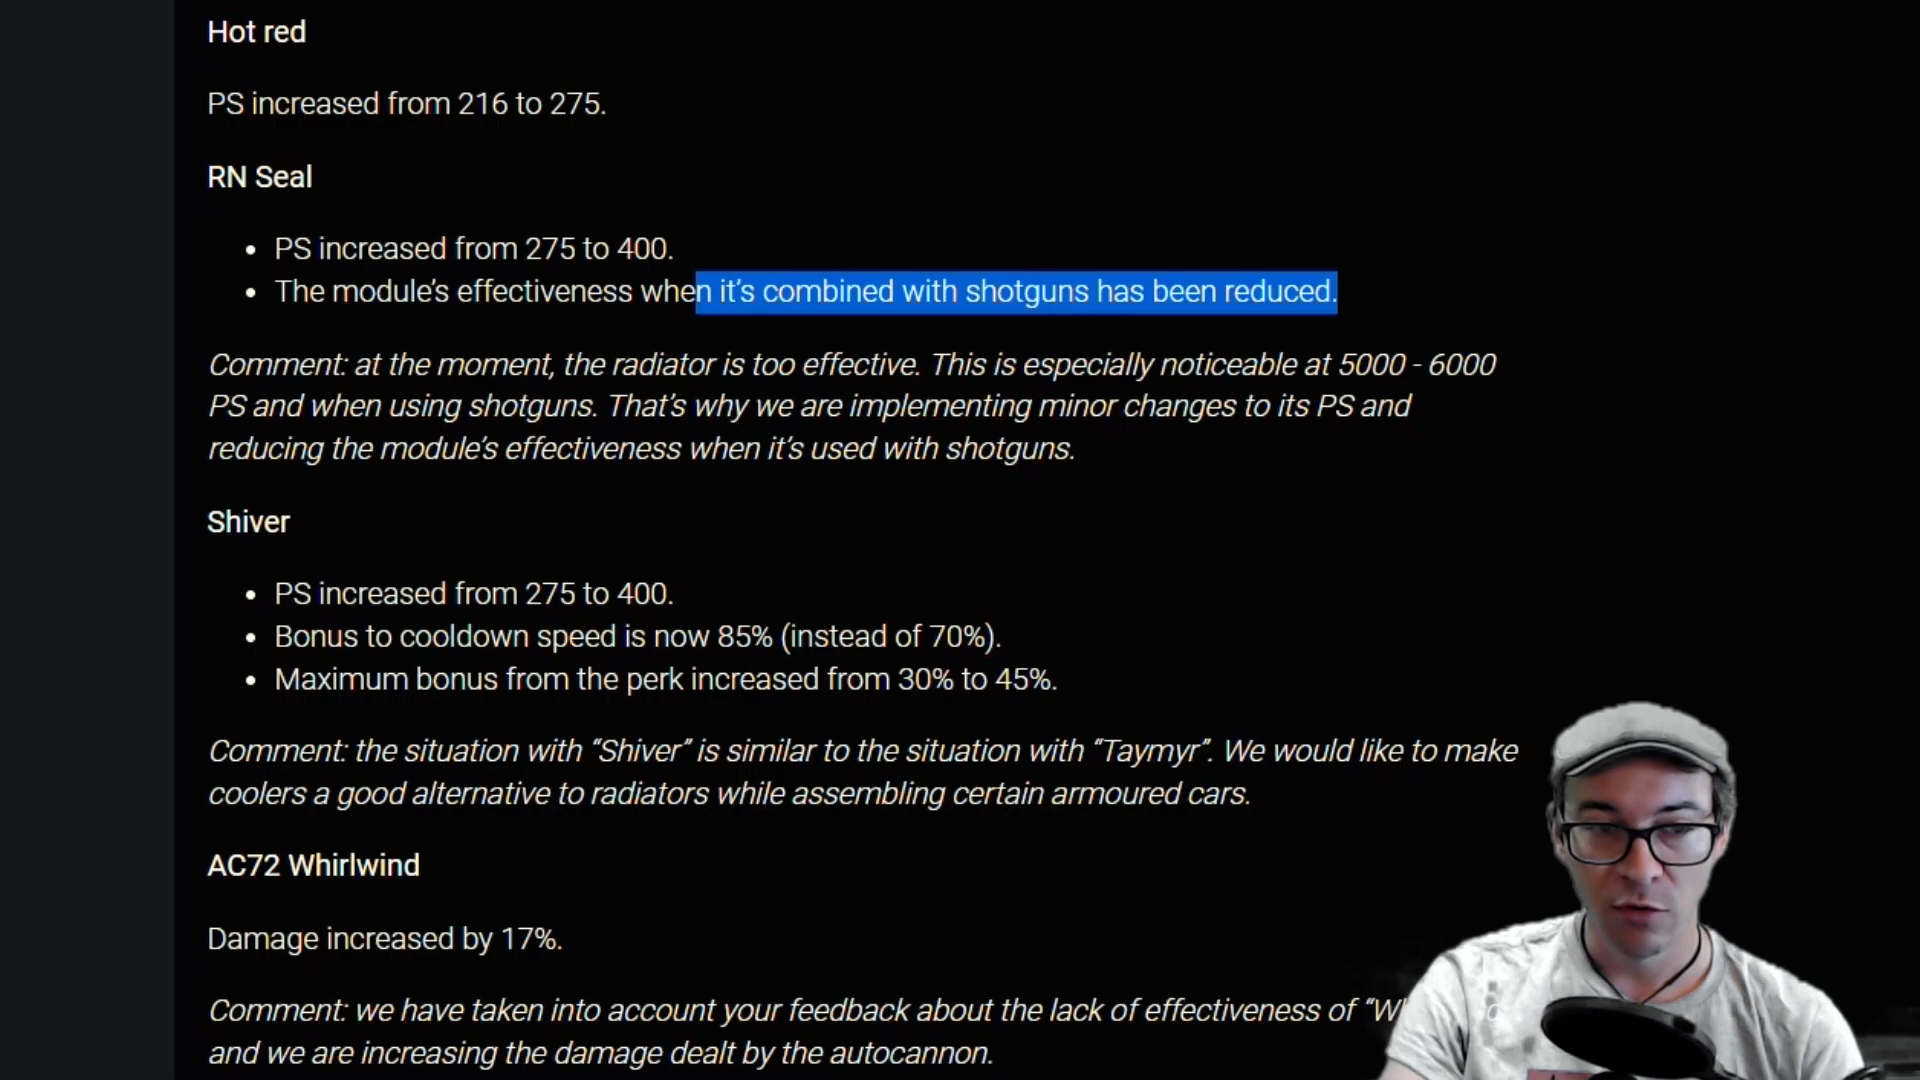 Hot red
PS increased from 216 to 275.
RN Seal
• PS increased from 275 to 400.
• The module's effectiveness when it's combined with shotguns has been reduced.
Comment: at the moment, the radiator is too effective. This is especially noticeable at 5000 - 6000
PS and when using shotguns. That's why we are implementing minor changes to its PS and
reducing the module's effectiveness when it's used with shotguns.
Shiver
• PS increased from 275 to 400.
• Bonus to cooldown speed is now 85% (instead of 70%).
• Maximum bonus from the perk increased from 30% to 45%.
Comment: the situation with “Shiver” is similar to the situation with “Taymyr”. We would like to make
coolers a good alternative to radiators while assembling certain armoured cars.
AC72 Whirlwind
Damage increased by 17%.
Comment: we have taken into account your feedback about the lack of effectiveness of
and we are increasing the damage dealt by the autocannon.